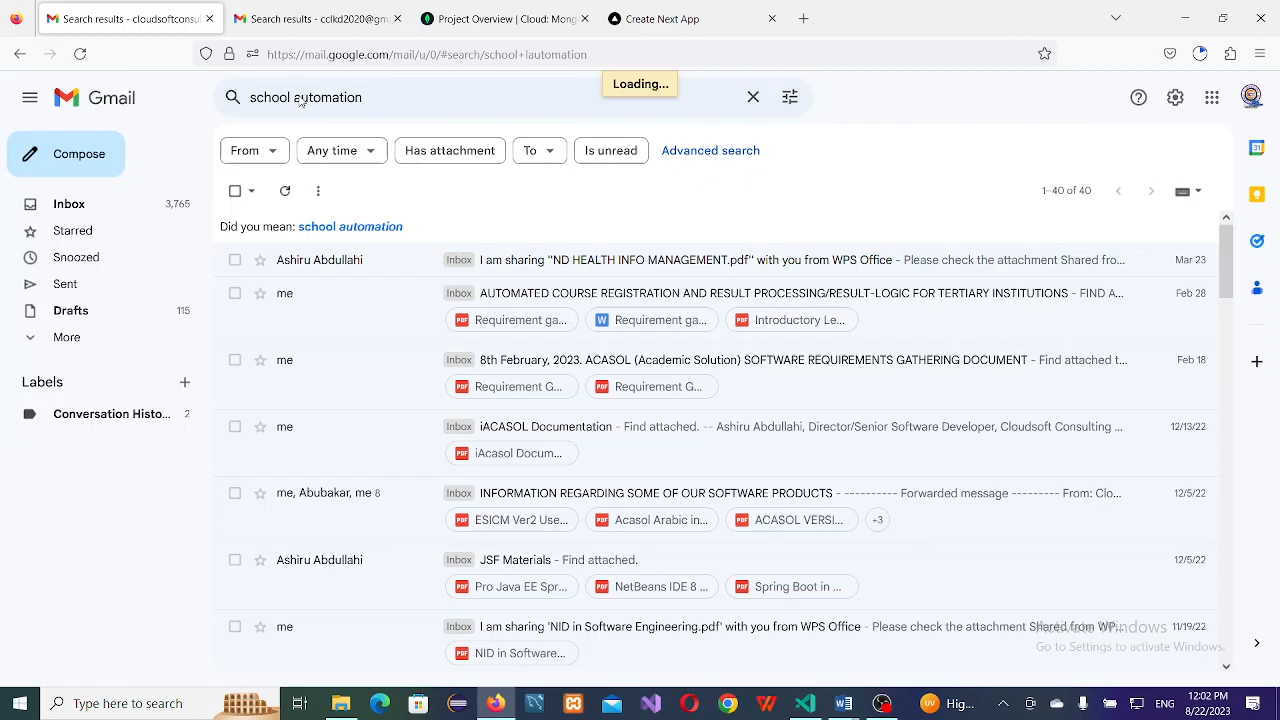 Search results - cloudsoftconsul
Search results - cclkd2020@gm
Project Overview | Cloud: Mong
Create Next App
https://mail.google.com/mail/u/0/#search/school+lautomation
Loading...
Gmail
school automation
Compose
From
Any time
Has attachment
To
Is unread
Advanced search
Inbox 3,765
1–40 of 40
Starred
Did you mean: school automation
Snoozed
Ashiru Abdullahi Inbox I am sharing "ND HEALTH INFO MANAGEMENT.pdf" with you from WPS Office - Please check the attachment Shared fro... Mar 23
Sent
me Inbox AUTOMATED COURSE REGISTRATION AND RESULT PROCESSING/RESULT-LOGIC FOR TERTIARY INSTITUTIONS - FIND A... Feb 28
Drafts 115
Requirement ga... Requirement ga... Introductory Le...
More
me Inbox 8th February, 2023. ACASOL (Academic Solution) SOFTWARE REQUIREMENTS GATHERING DOCUMENT - Find attached t... Feb 18
Labels
Requirement G... Requirement G...
Conversation Histo... 2
me Inbox iACASOL Documentation - Find attached. -- Ashiru Abdullahi, Director/Senior Software Developer, Cloudsoft Consulting ... 12/13/22
iAcasol Docum...
me, Abubakar, me 8 Inbox INFORMATION REGARDING SOME OF OUR SOFTWARE PRODUCTS - ---------- Forwarded message --------- From: Clo... 12/5/22
ESICM Ver2 Use... Acasol Arabic in... ACASOL VERSI... +3
Ashiru Abdullahi Inbox JSF Materials - Find attached. 12/5/22
Pro Java EE Spr... NetBeans IDE 8 ... Spring Boot in ...
me Inbox I am sharing 'NID in Software Engineering.pdf' with you from WPS Office - Please check the attachment Shared from WP... 11/19/22
NID in Software...
Activate Windows
Go to Settings to activate Windows.
Type here to search
Hig...
12:02 PM
8/22/2023